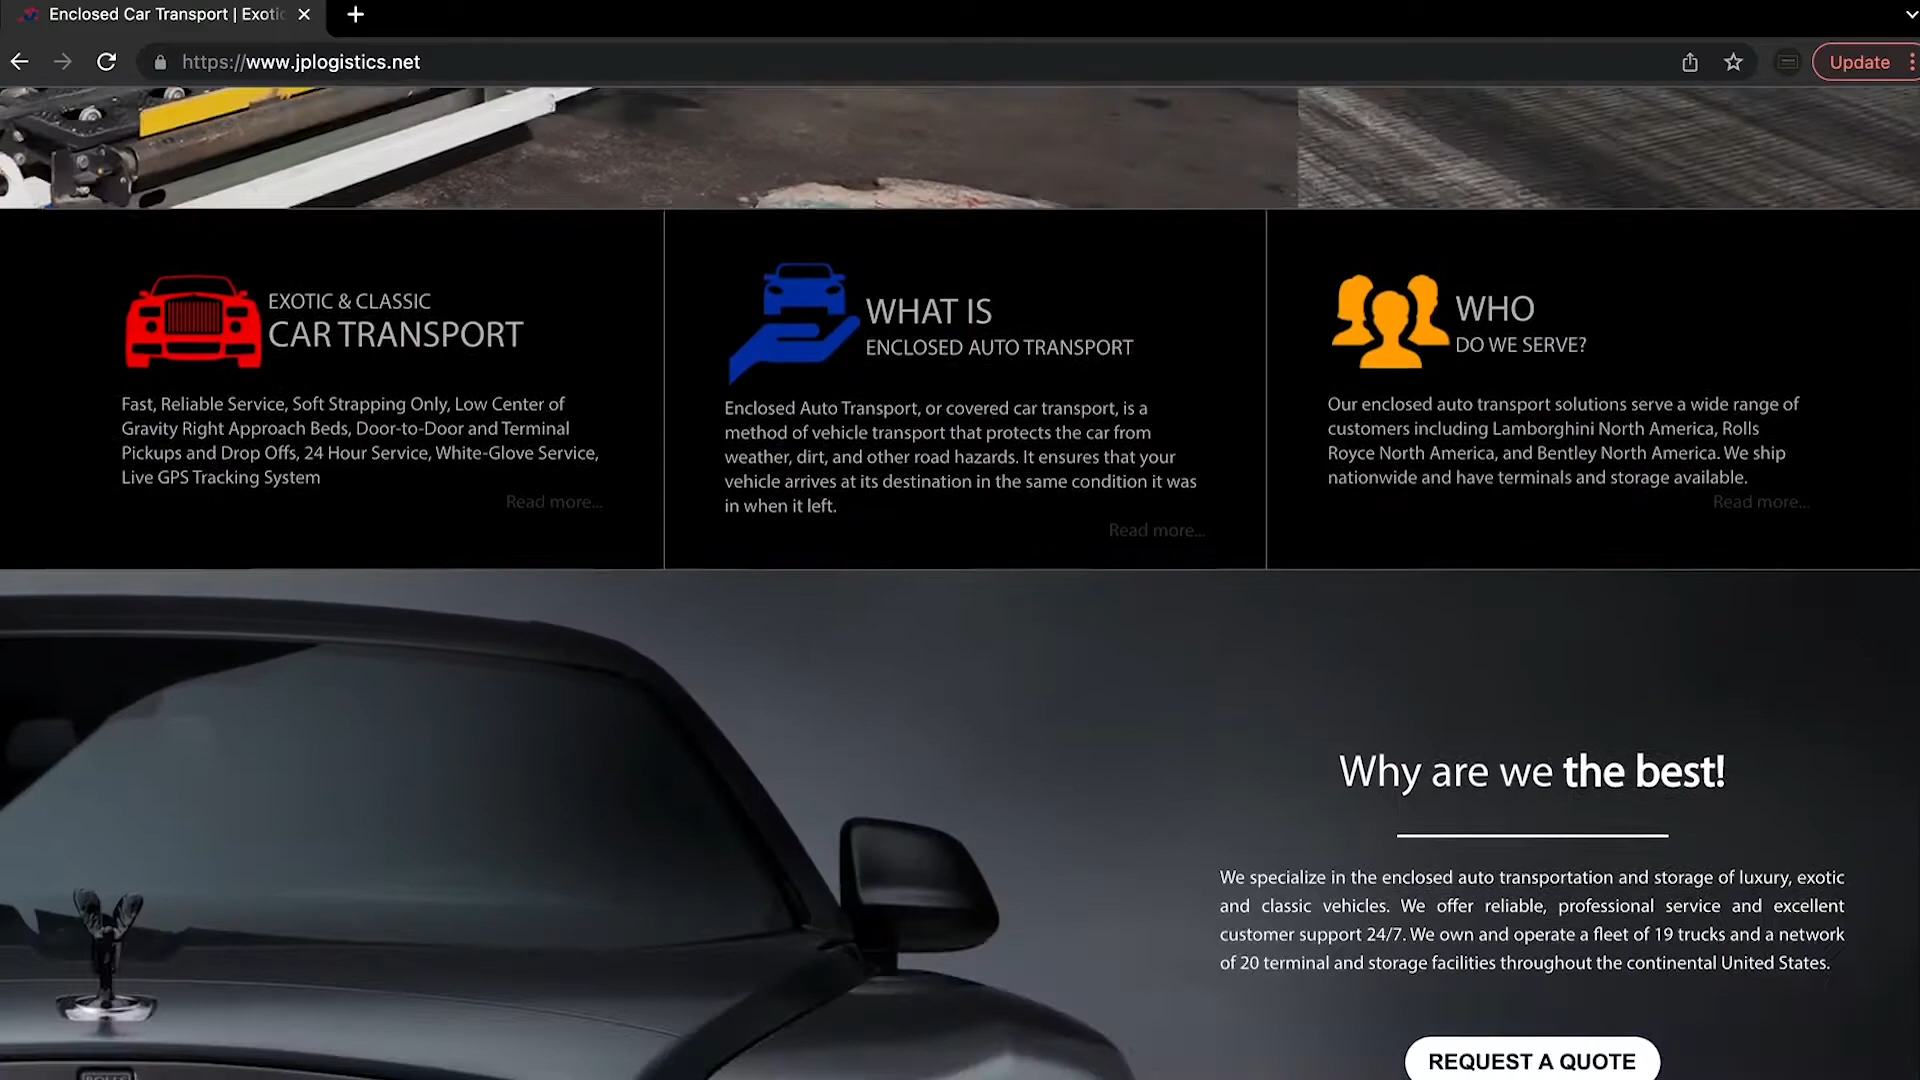 Enclosed Car Transport | Exotic
https://www.jplogistics.net
Update
EXOTIC & CLASSIC
CAR TRANSPORT
Fast, Reliable Service, Soft Strapping Only, Low Center of
Gravity Right Approach Beds, Door-to-Door and Terminal
Pickups and Drop Offs, 24 Hour Service, White-Glove Service,
Live GPS Tracking System
Read more...
WHAT IS
ENCLOSED AUTO TRANSPORT
Enclosed Auto Transport, or covered car transport, is a
method of vehicle transport that protects the car from
weather, dirt, and other road hazards. It ensures that your
vehicle arrives at its destination in the same condition it was
in when it left.
Read more...
WHO
DO WE SERVE?
Our enclosed auto transport solutions serve a wide range of
customers including Lamborghini North America, Rolls
Royce North America, and Bentley North America. We ship
nationwide and have terminals and storage available.
Read more...
Why are we the best!
We specialize in the enclosed auto transportation and storage of luxury, exotic
and classic vehicles. We offer reliable, professional service and excellent
customer support 24/7. We own and operate a fleet of 19 trucks and a network
of 20 terminal and storage facilities throughout the continental United States.
REQUEST A QUOTE